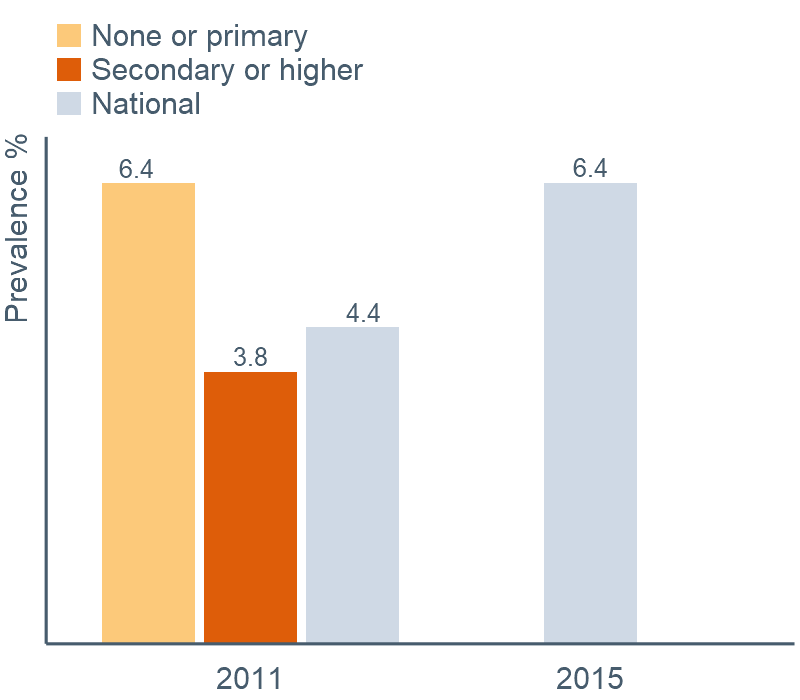 None or primary
Secondary or higher
National
Prevalence %
6.4
3.8
4.4
6.4
2011
2015